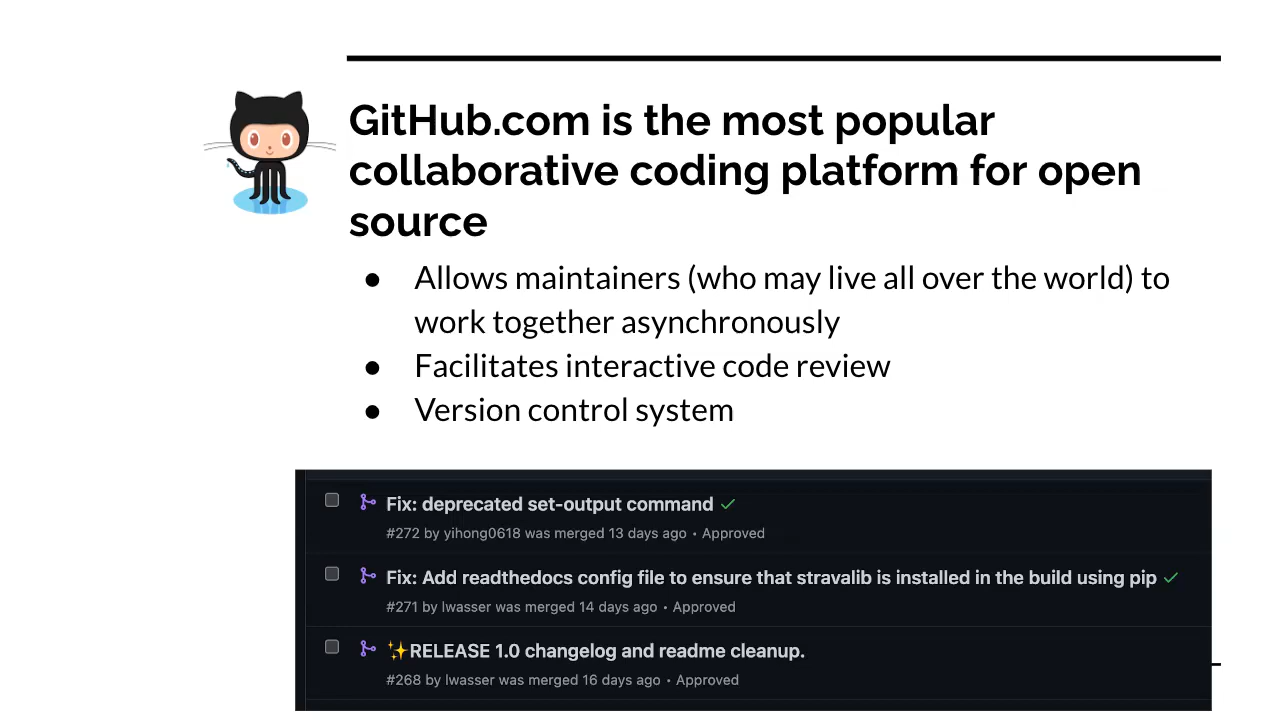 GitHub.com is the most popular
collaborative coding platform for open
source
● Allows maintainers (who may live all over the world) to
work together asynchronously
● Facilitates interactive code review
● Version control system
Fix: deprecated set-output command ✓
#272 by yihong0618 was merged 13 days ago • Approved
Fix: Add readthedocs config file to ensure that stravalib is installed in the build using pip ✓
#271 by lwasser was merged 14 days ago • Approved
✨RELEASE 1.0 changelog and readme cleanup.
#268 by lwasser was merged 16 days ago • Approved